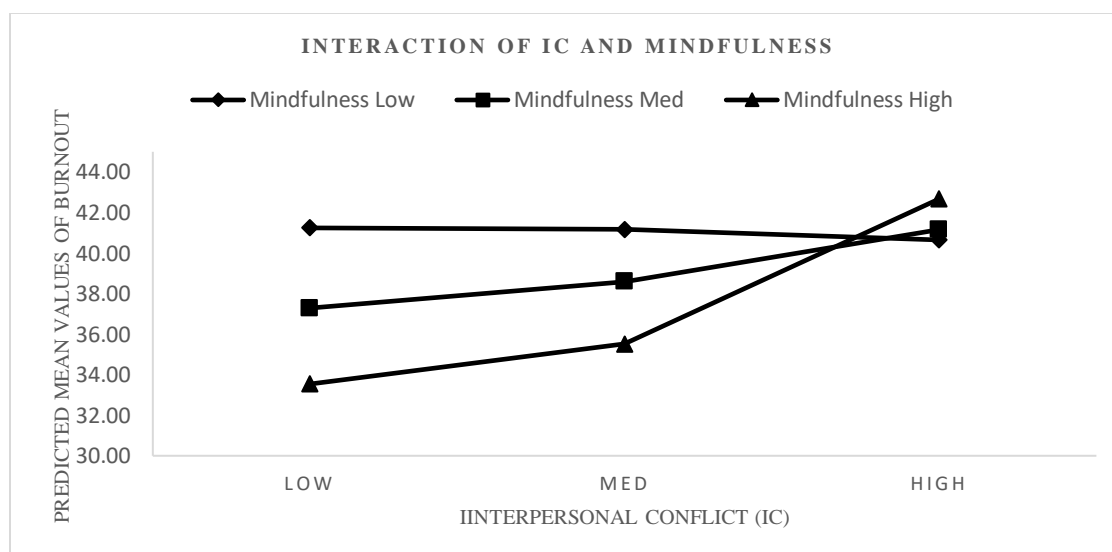 INTERACTION OF IC AND MINDFULNESS
Mindfulness Low Mindfulness Med Mindfulness High
PREDICTED MEAN VALUES OF BURNOUT
44.00
42.00
40.00
38.00
36.00
34.00
32.00
30.00
LOW MED HIGH
IINTERPERSONAL CONFLICT (IC)